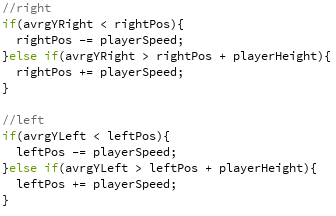 //right
if(avrgYRight < rightPos){
  rightPos -= playerSpeed;
}else if(avrgYRight > rightPos + playerHeight){
  rightPos += playerSpeed;
}

//left
if(avrgYLeft < leftPos){
  leftPos -= playerSpeed;
}else if(avrgYLeft > leftPos + playerHeight){
  leftPos += playerSpeed;
}